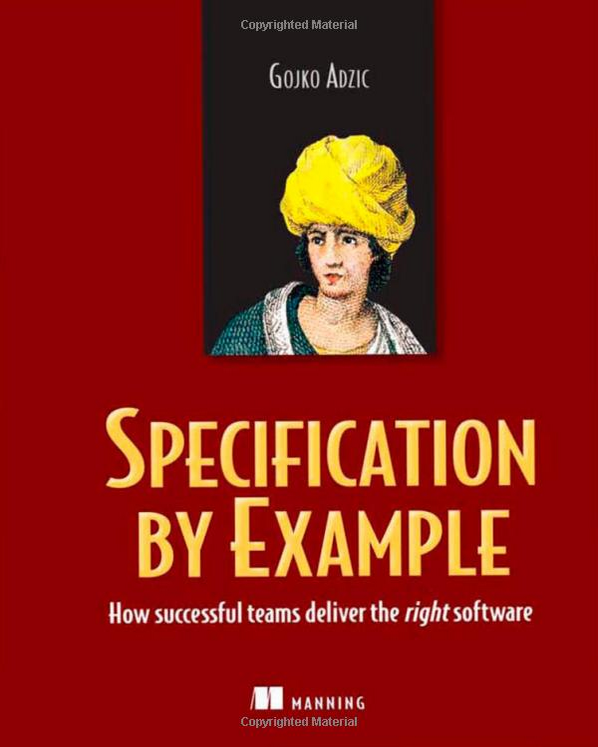 Copyrighted Material
Gojko Adzic
Specification
by Example
How successful teams deliver the right software
MANNING
Copyrighted Material